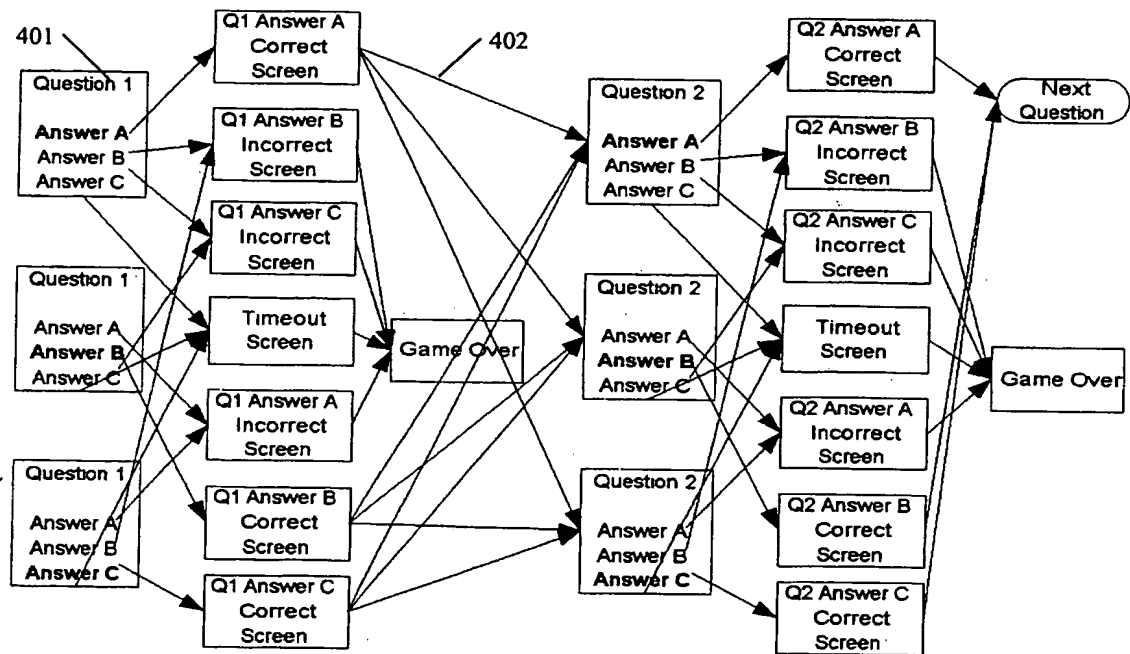 401
Question 1
Answer A
Answer B
Answer C
Question 1
Answer A
Answer B
Answer C
Question 1
Answer A
Answer B
Answer C
Q1 Answer A
Correct
Screen
Q1 Answer B
Incorrect
Screen
Q1 Answer C
Incorrect
Screen
Timeout
Screen
Q1 Answer A
Incorrect
Screen
Q1 Answer B
Correct
Screen
Q1 Answer C
Correct
Screen
402
Game Over
Question 2
Answer A
Answer B
Answer C
Question 2
Answer A
Answer B
Answer C
Question 2
Answer A
Answer B
Answer C
Q2 Answer A
Correct
Screen
Q2 Answer B
Incorrect
Screen
Q2 Answer C
Incorrect
Screen
Timeout
Screen
Q2 Answer A
Incorrect
Screen
Q2 Answer B
Correct
Screen
Q2 Answer C
Correct
Screen
Next
Question
Game Over